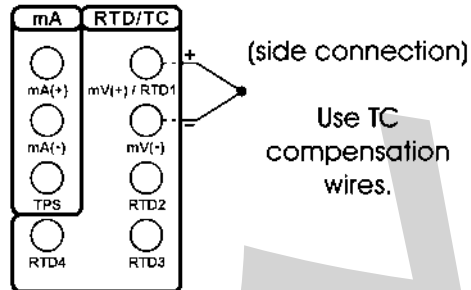 mA RTD/TC
+
mA(+) mV(+) / RTD1
mA(-) mV(-)
−
TPS RTD2
RTD4 RTD3
(side connection)
Use TC
compensation
wires.